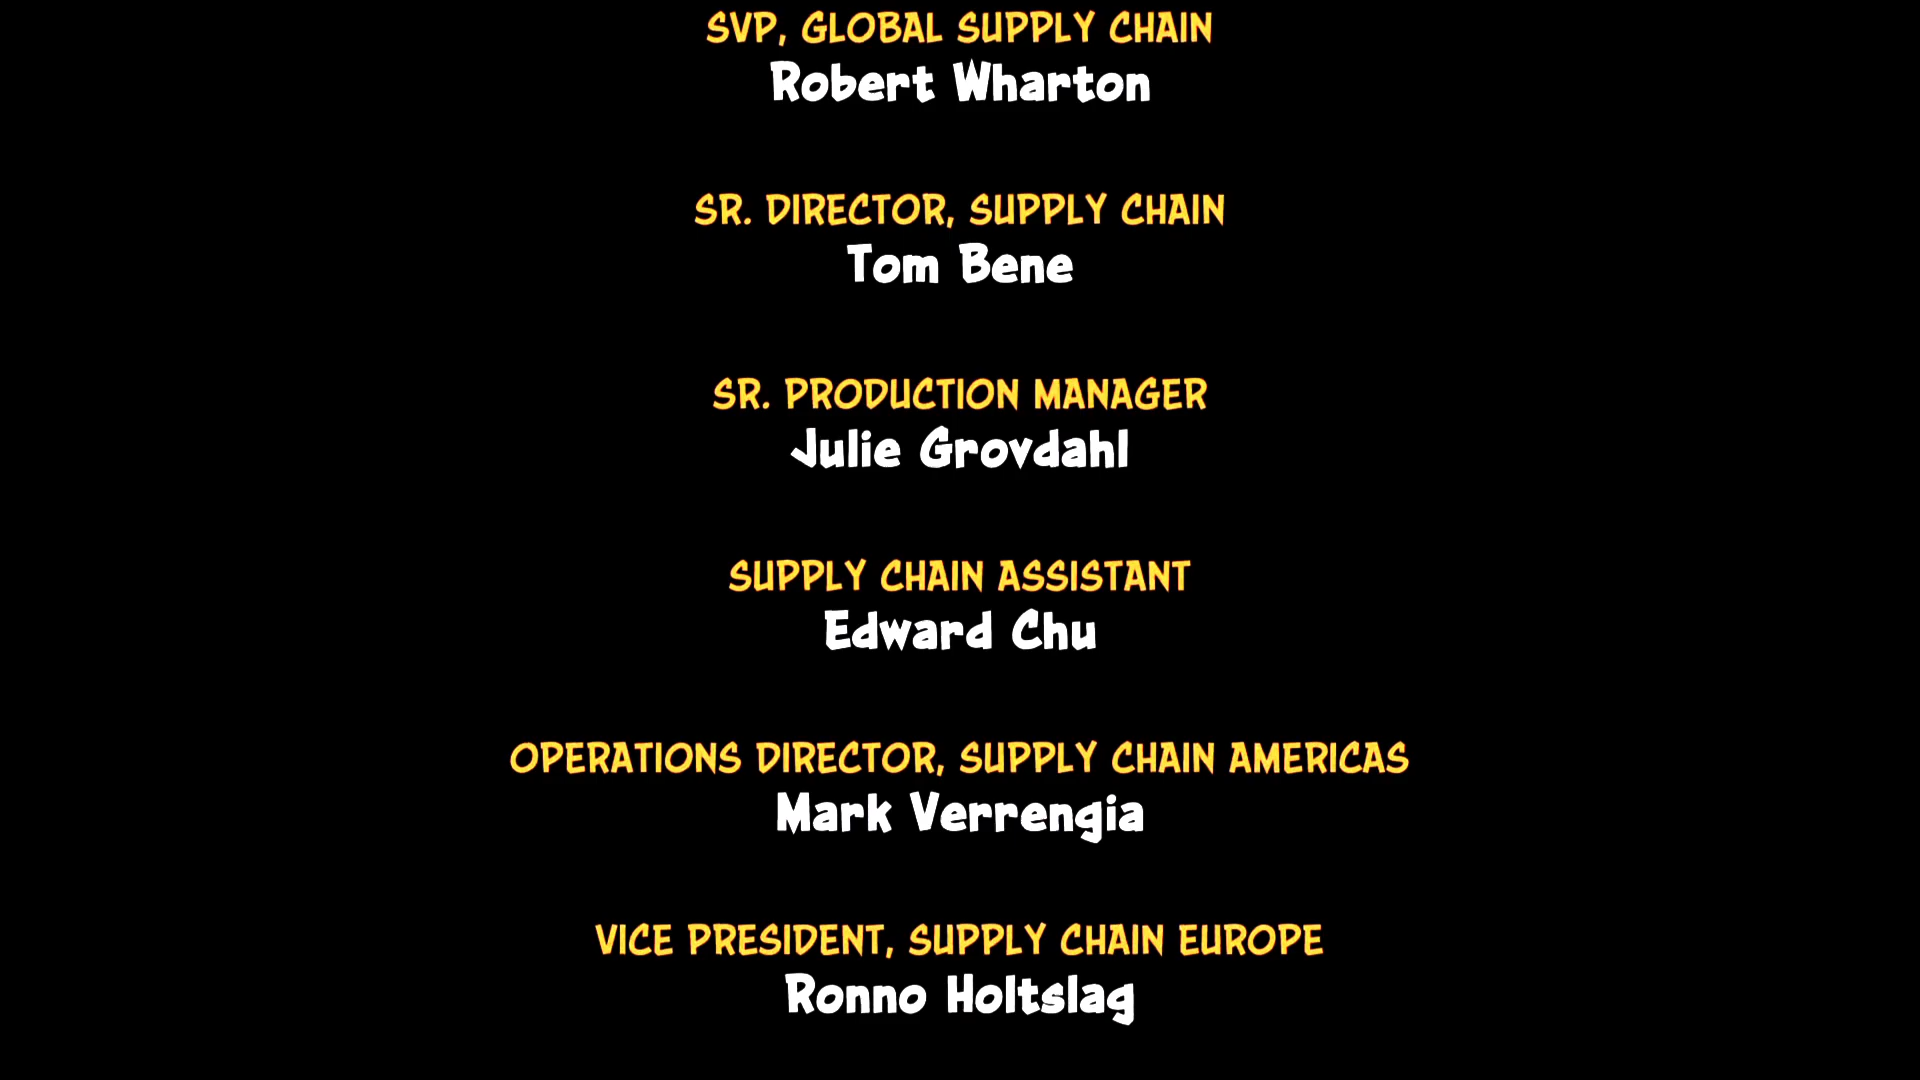 SVP, GLOBAL SUPPLY CHAIN
Robert Wharton
SR. DIRECTOR, SUPPLY CHAIN
Tom Bene
SR. PRODUCTION MANAGER
Julie Grovdahl
SUPPLY CHAIN ASSISTANT
Edward Chu
OPERATIONS DIRECTOR, SUPPLY CHAIN AMERICAS
Mark Verrengia
VICE PRESIDENT, SUPPLY CHAIN EUROPE
Ronno Holtslag